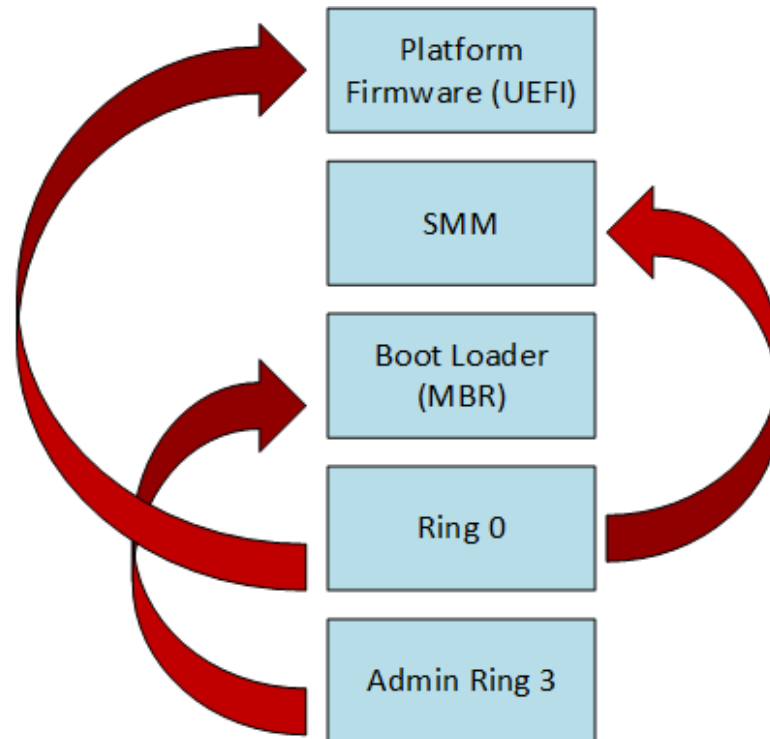 Platform
Firmware (UEFI)
SMM
Boot Loader
(MBR)
Ring 0
Admin Ring 3